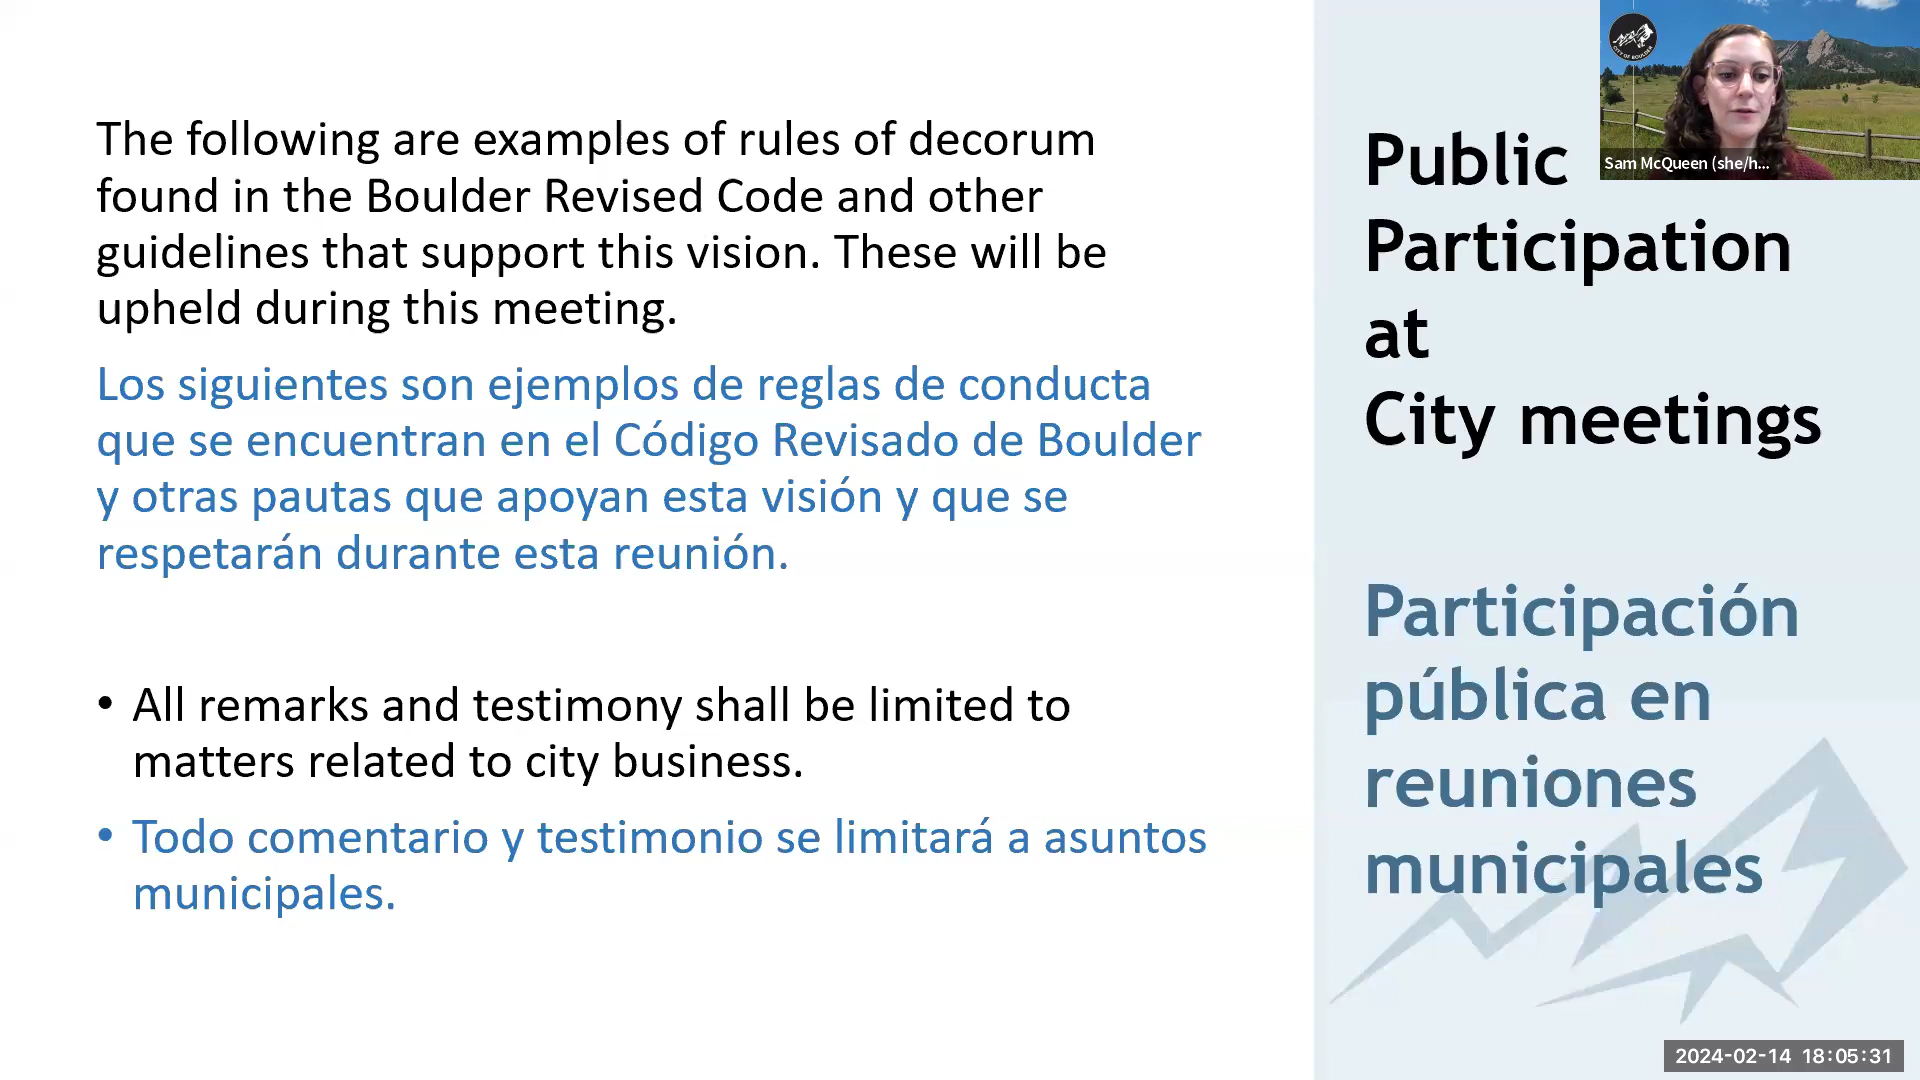 The following are examples of rules of decorum
found in the Boulder Revised Code and other
guidelines that support this vision. These will be
upheld during this meeting.
Los siguientes son ejemplos de reglas de conducta
que se encuentran en el Código Revisado de Boulder
y otras pautas que apoyan esta visión y que se
respetarán durante esta reunión.
• All remarks and testimony shall be limited to
matters related to city business.
• Todo comentario y testimonio se limitará a asuntos
municipales.
Public
Participation
at
City meetings
Participación
pública en
reuniones
municipales
CITY OF BOULDER
Sam McQueen (she/h...
2024-02-14 18:05:31